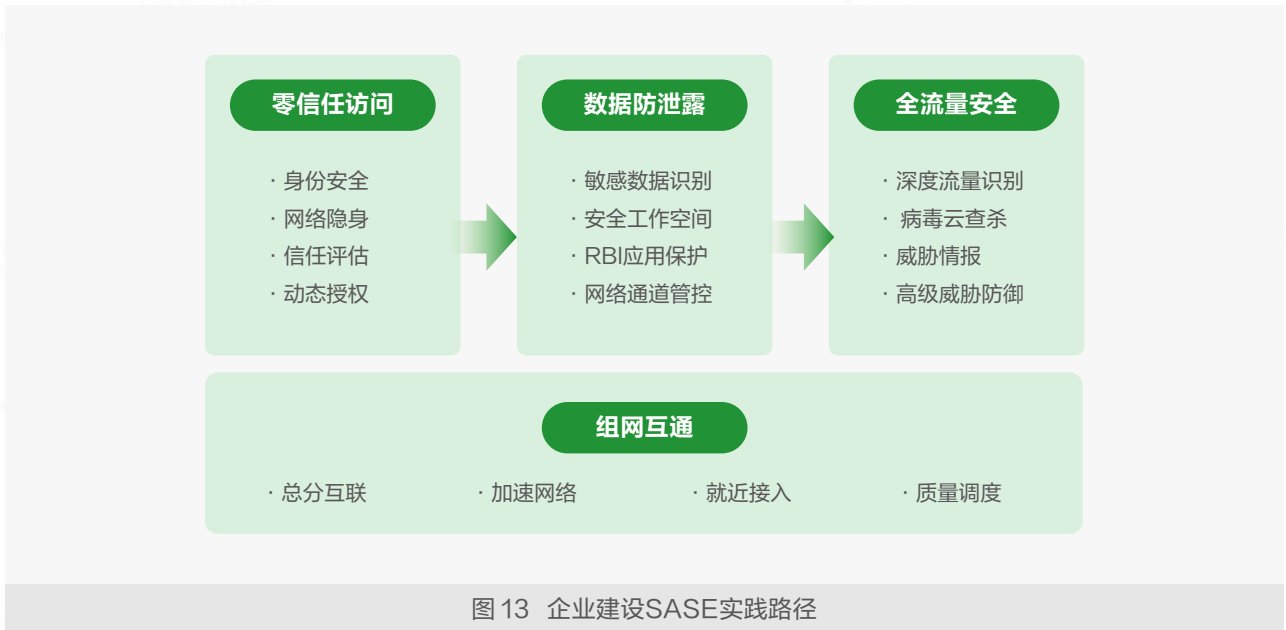 零信任访问
· 身份安全
· 网络隐身
· 信任评估
· 动态授权
数据防泄露
· 敏感数据识别
· 安全工作空间
· RBI应用保护
· 网络通道管控
全流量安全
· 深度流量识别
· 病毒云查杀
· 威胁情报
· 高级威胁防御
组网互通
· 总分互联
· 加速网络
· 就近接入
· 质量调度
图 13 企业建设SASE实践路径